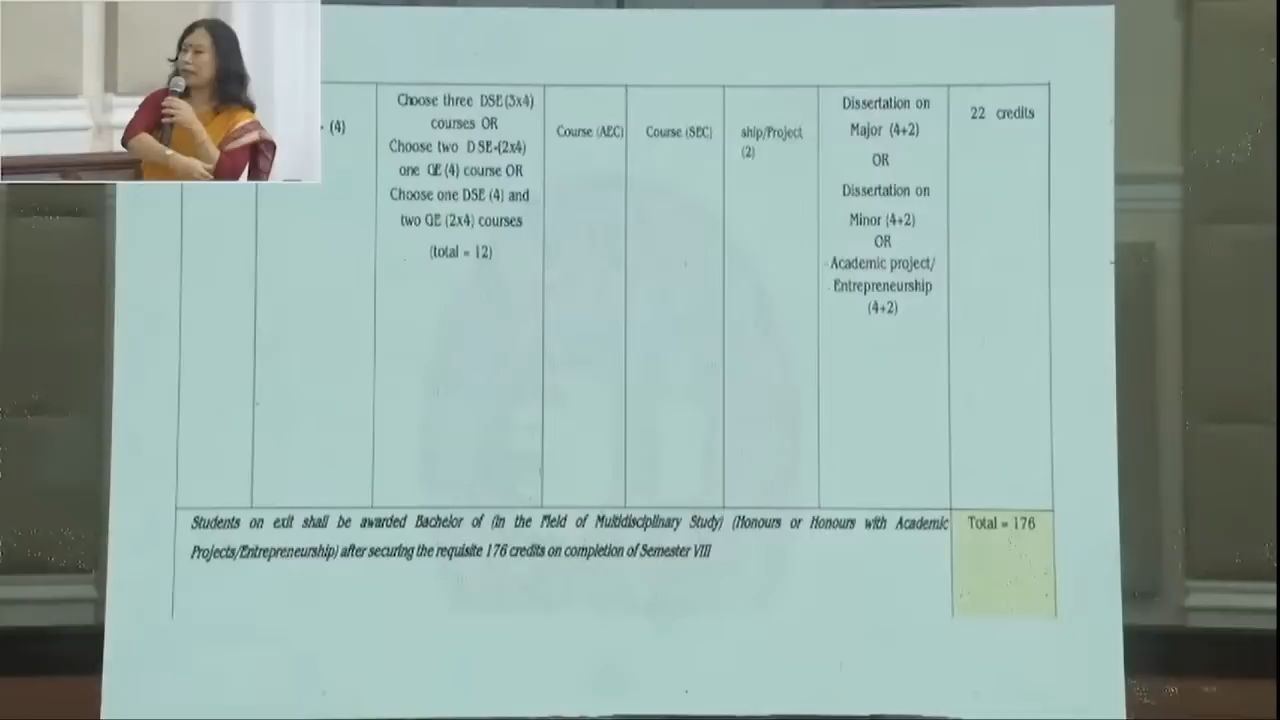 - (4)
Choose three DSE(3x4)
courses OR
Choose two DSE-(2x4)
one GE (4) course OR
Choose one DSE (4) and
two GE (2x4) courses
(total = 12)
Course (AEC)
Course (SEC)
ship/Project
(2)
Dissertation on
Major (4+2)
OR
Dissertation on
Minor (4+2)
OR
Academic project/
Entrepreneurship
(4+2)
22 credits
Students on exit shall be awarded Bachelor of (in the Field of Multidisciplinary Study) (Honours or Honours with Academic
Projects/Entrepreneurship) after securing the requisite 176 credits on completion of Semester VIII
Total = 176